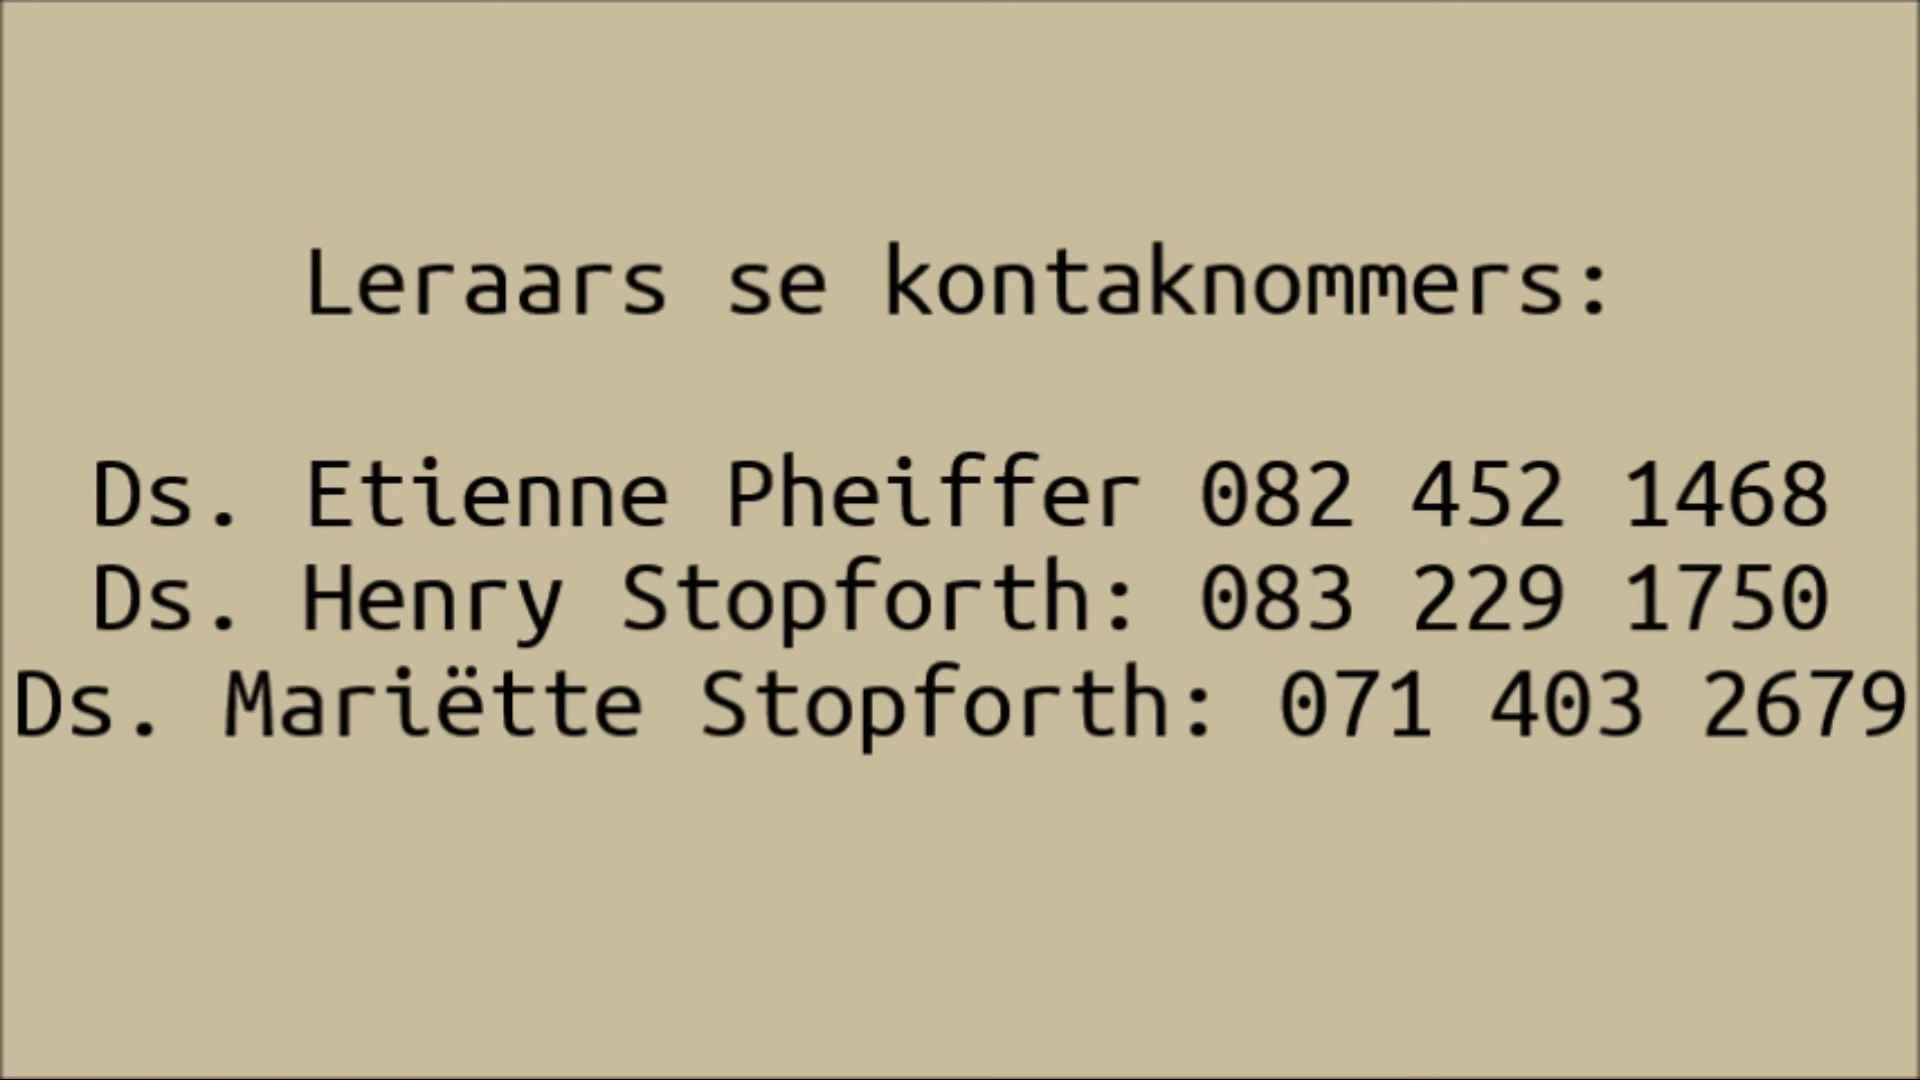 Leraars se kontaknommers:
Ds. Etienne Pheiffer 082 452 1468
Ds. Henry Stopforth: 083 229 1750
Ds. Mariëtte Stopforth: 071 403 2679